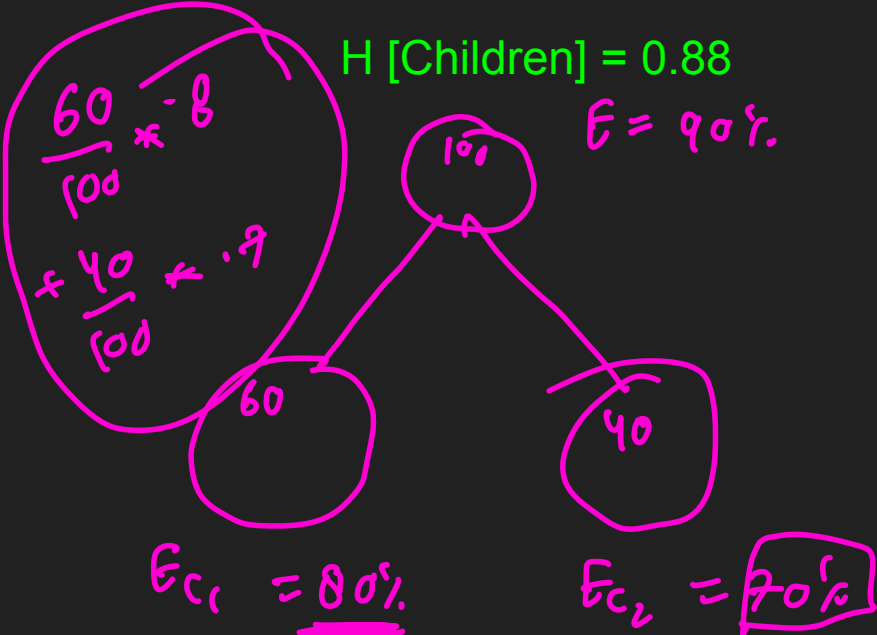 H [Children] = 0.88
E = 90%
60/100 * .8
+ 40/100 * .7
100
60
40
Ec1 = 80%
Ec2 = 70%